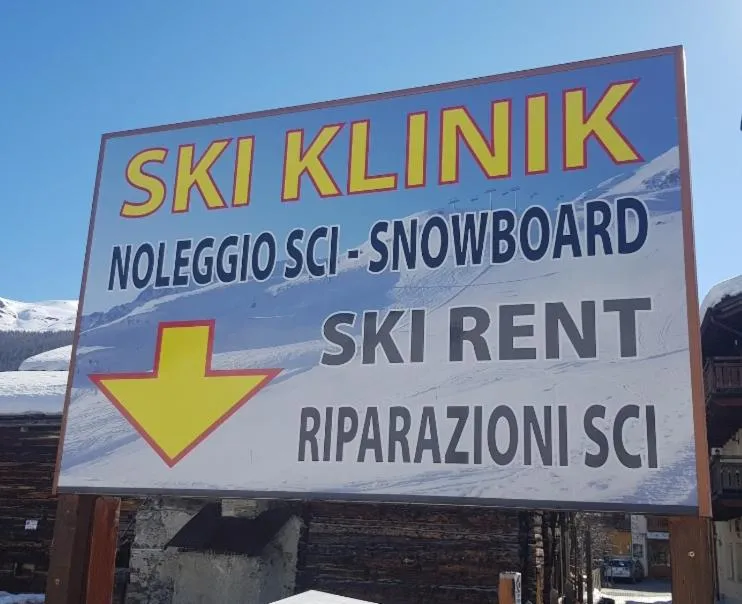 SKI KLINIK
NOLEGGIO SCI - SNOWBOARD
SKI RENT
RIPARAZIONI SCI